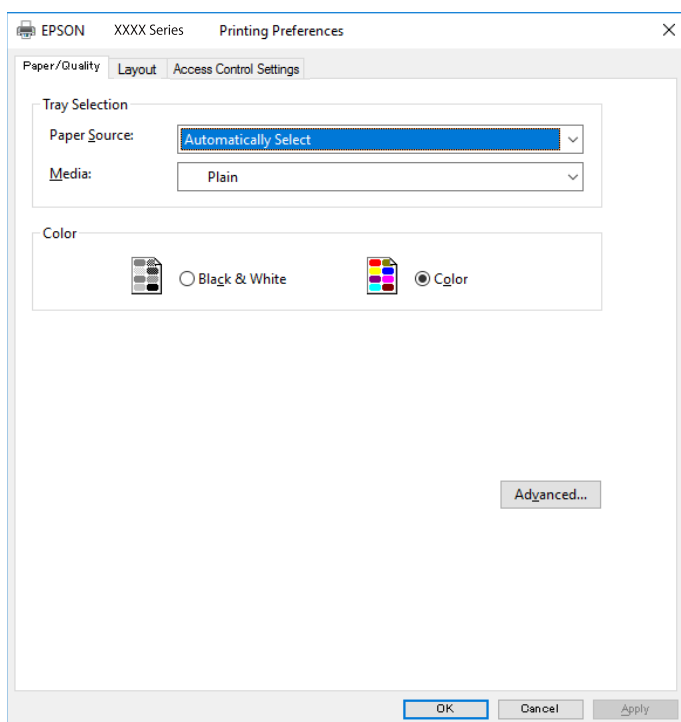 EPSON XXXX Series Printing Preferences
Paper/Quality Layout Access Control Settings
Tray Selection
Paper Source: Automatically Select
Media: Plain
Color
Black & White Color
Advanced...
OK Cancel Apply